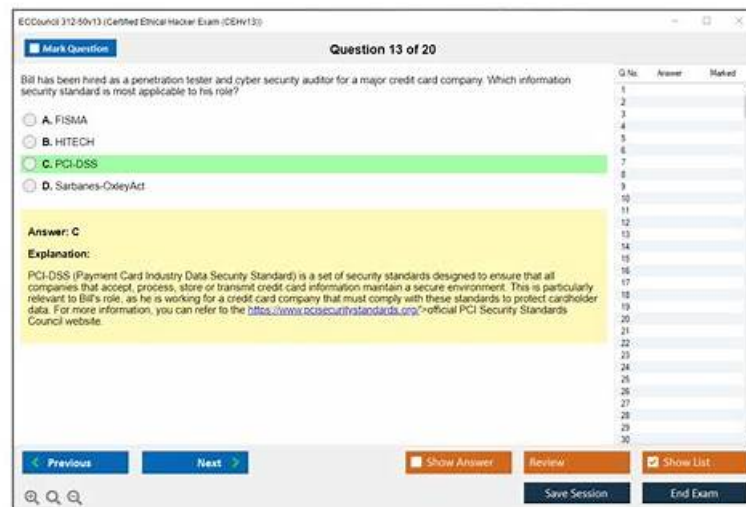 ECCouncil 312-50v13 (Certified Ethical Hacker Exam (CEHv13))
Mark Question
Question 13 of 20
Bill has been hired as a penetration tester and cyber security auditor for a major credit card company. Which information
security standard is most applicable to his role?
A. FISMA
B. HITECH
C. PCI-DSS
D. Sarbanes-OxleyAct
Answer: C
Explanation:
PCI-DSS (Payment Card Industry Data Security Standard) is a set of security standards designed to ensure that all
companies that accept, process, store or transmit credit card information maintain a secure environment. This is particularly
relevant to Bill's role, as he is working for a credit card company that must comply with these standards to protect cardholder
data. For more information, you can refer to the https://www.pcisecuritystandards.org/">official PCI Security Standards
Council website.
Q.No. Answer Marked
1
2
3
4
5
6
7
8
9
10
11
12
13
14
15
16
17
18
19
20
21
22
23
24
25
26
27
28
29
30
Previous
Next
Show Answer
Review
Show List
Save Session
End Exam